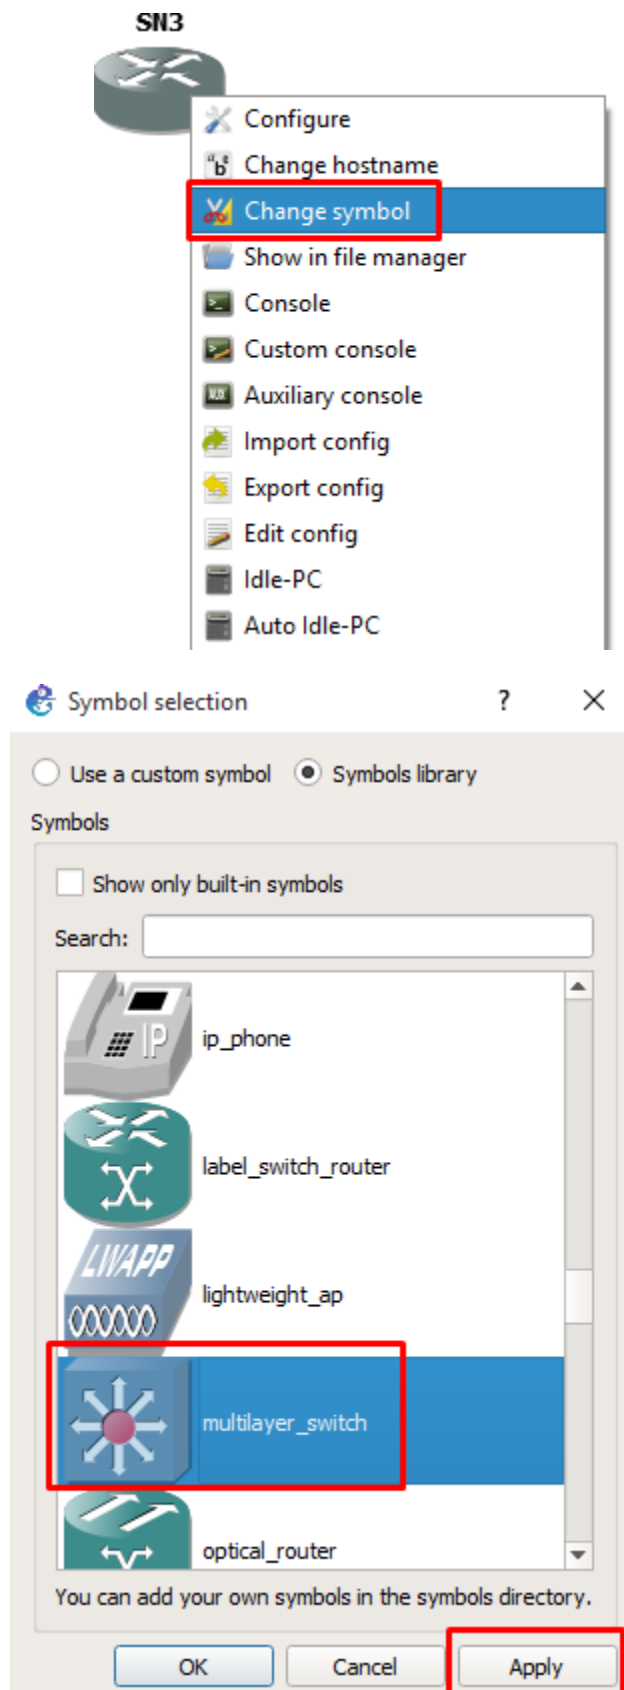 SN3
Configure
Change hostname
Change symbol
Show in file manager
Console
Custom console
AUX Auxiliary console
Import config
Export config
Edit config
Idle-PC
Auto Idle-PC
Symbol selection ? ×
Use a custom symbol Symbols library
Symbols
Show only built-in symbols
Search:
IP ip_phone
label_switch_router
LWAPP
lightweight_ap
multilayer_switch
optical_router
You can add your own symbols in the symbols directory.
OK Cancel Apply